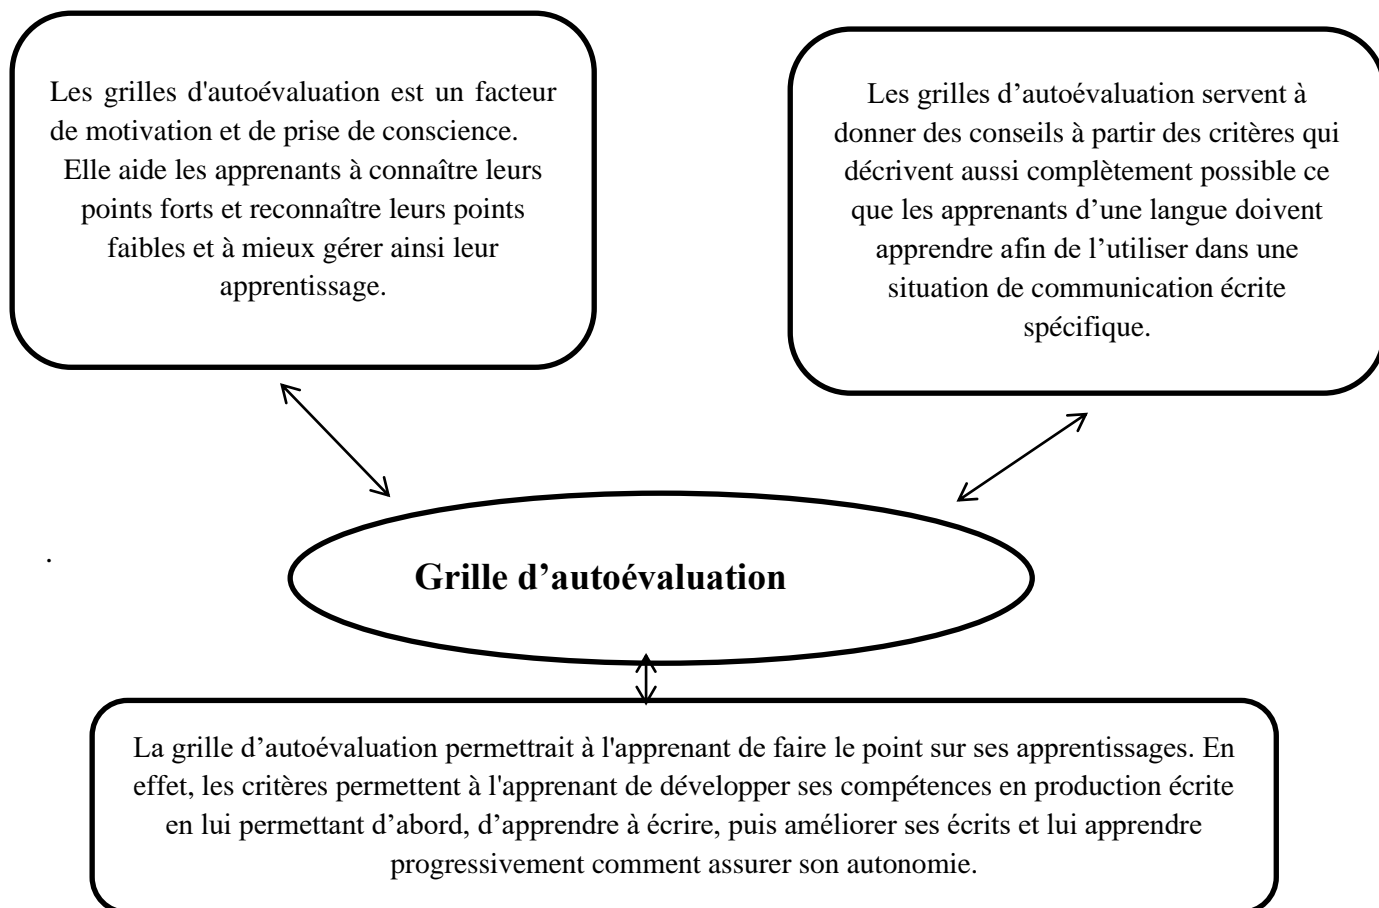 Les grilles d'autoévaluation est un facteur
de motivation et de prise de conscience.
Elle aide les apprenants à connaître leurs
points forts et reconnaître leurs points
faibles et à mieux gérer ainsi leur
apprentissage.
Les grilles d’autoévaluation servent à
donner des conseils à partir des critères qui
décrivent aussi complètement possible ce
que les apprenants d’une langue doivent
apprendre afin de l’utiliser dans une
situation de communication écrite
spécifique.
.
Grille d’autoévaluation
La grille d’autoévaluation permettrait à l'apprenant de faire le point sur ses apprentissages. En
effet, les critères permettent à l'apprenant de développer ses compétences en production écrite
en lui permettant d’abord, d’apprendre à écrire, puis améliorer ses écrits et lui apprendre
progressivement comment assurer son autonomie.